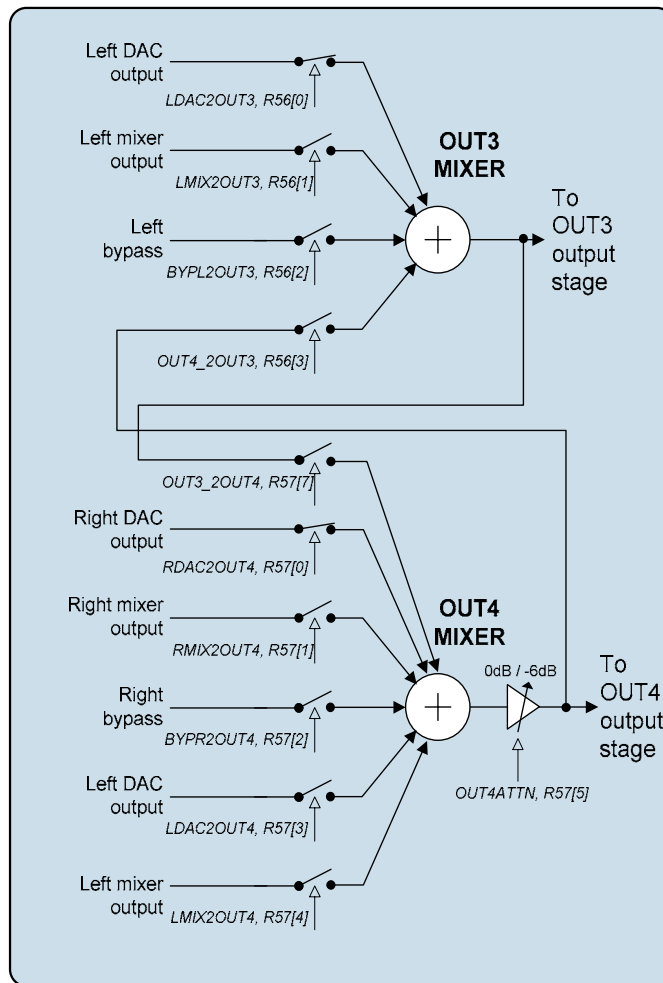 Left DAC
output
LDAC2OUT3, R56[0]
Left mixer
output
LMIX2OUT3, R56[1]
Left
bypass
BYPL2OUT3, R56[2]
OUT4_2OUT3, R56[3]
OUT3
MIXER
+
To
OUT3
output
stage
OUT3_2OUT4, R57[7]
Right DAC
output
RDAC2OUT4, R57[0]
Right mixer
output
RMIX2OUT4, R57[1]
Right
bypass
BYPR2OUT4, R57[2]
Left DAC
output
LDAC2OUT4, R57[3]
Left mixer
output
LMIX2OUT4, R57[4]
OUT4
MIXER
+
0dB / -6dB
OUT4ATTN, R57[5]
To
OUT4
output
stage